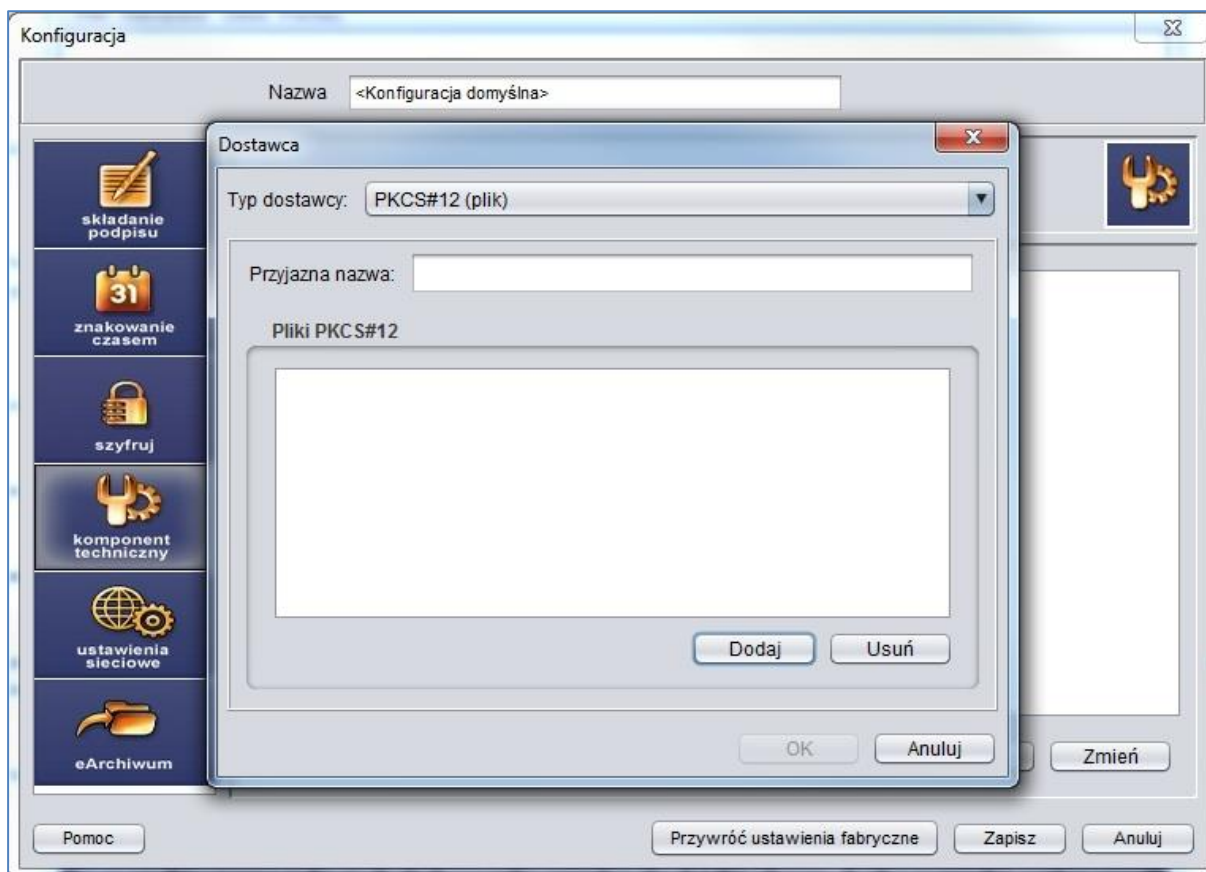 Konfiguracja
Nazwa <Konfiguracja domyślna>
składanie
podpisu
31
znakowanie
czasem
szyfruj
komponent
techniczny
ustawienia
sieciowe
eArchiwum
Dostawca
Typ dostawcy: PKCS#12 (plik)
Przyjazna nazwa:
Pliki PKCS#12
Dodaj Usuń
OK Anuluj
Zmień
Pomoc Przywróć ustawienia fabryczne Zapisz Anuluj